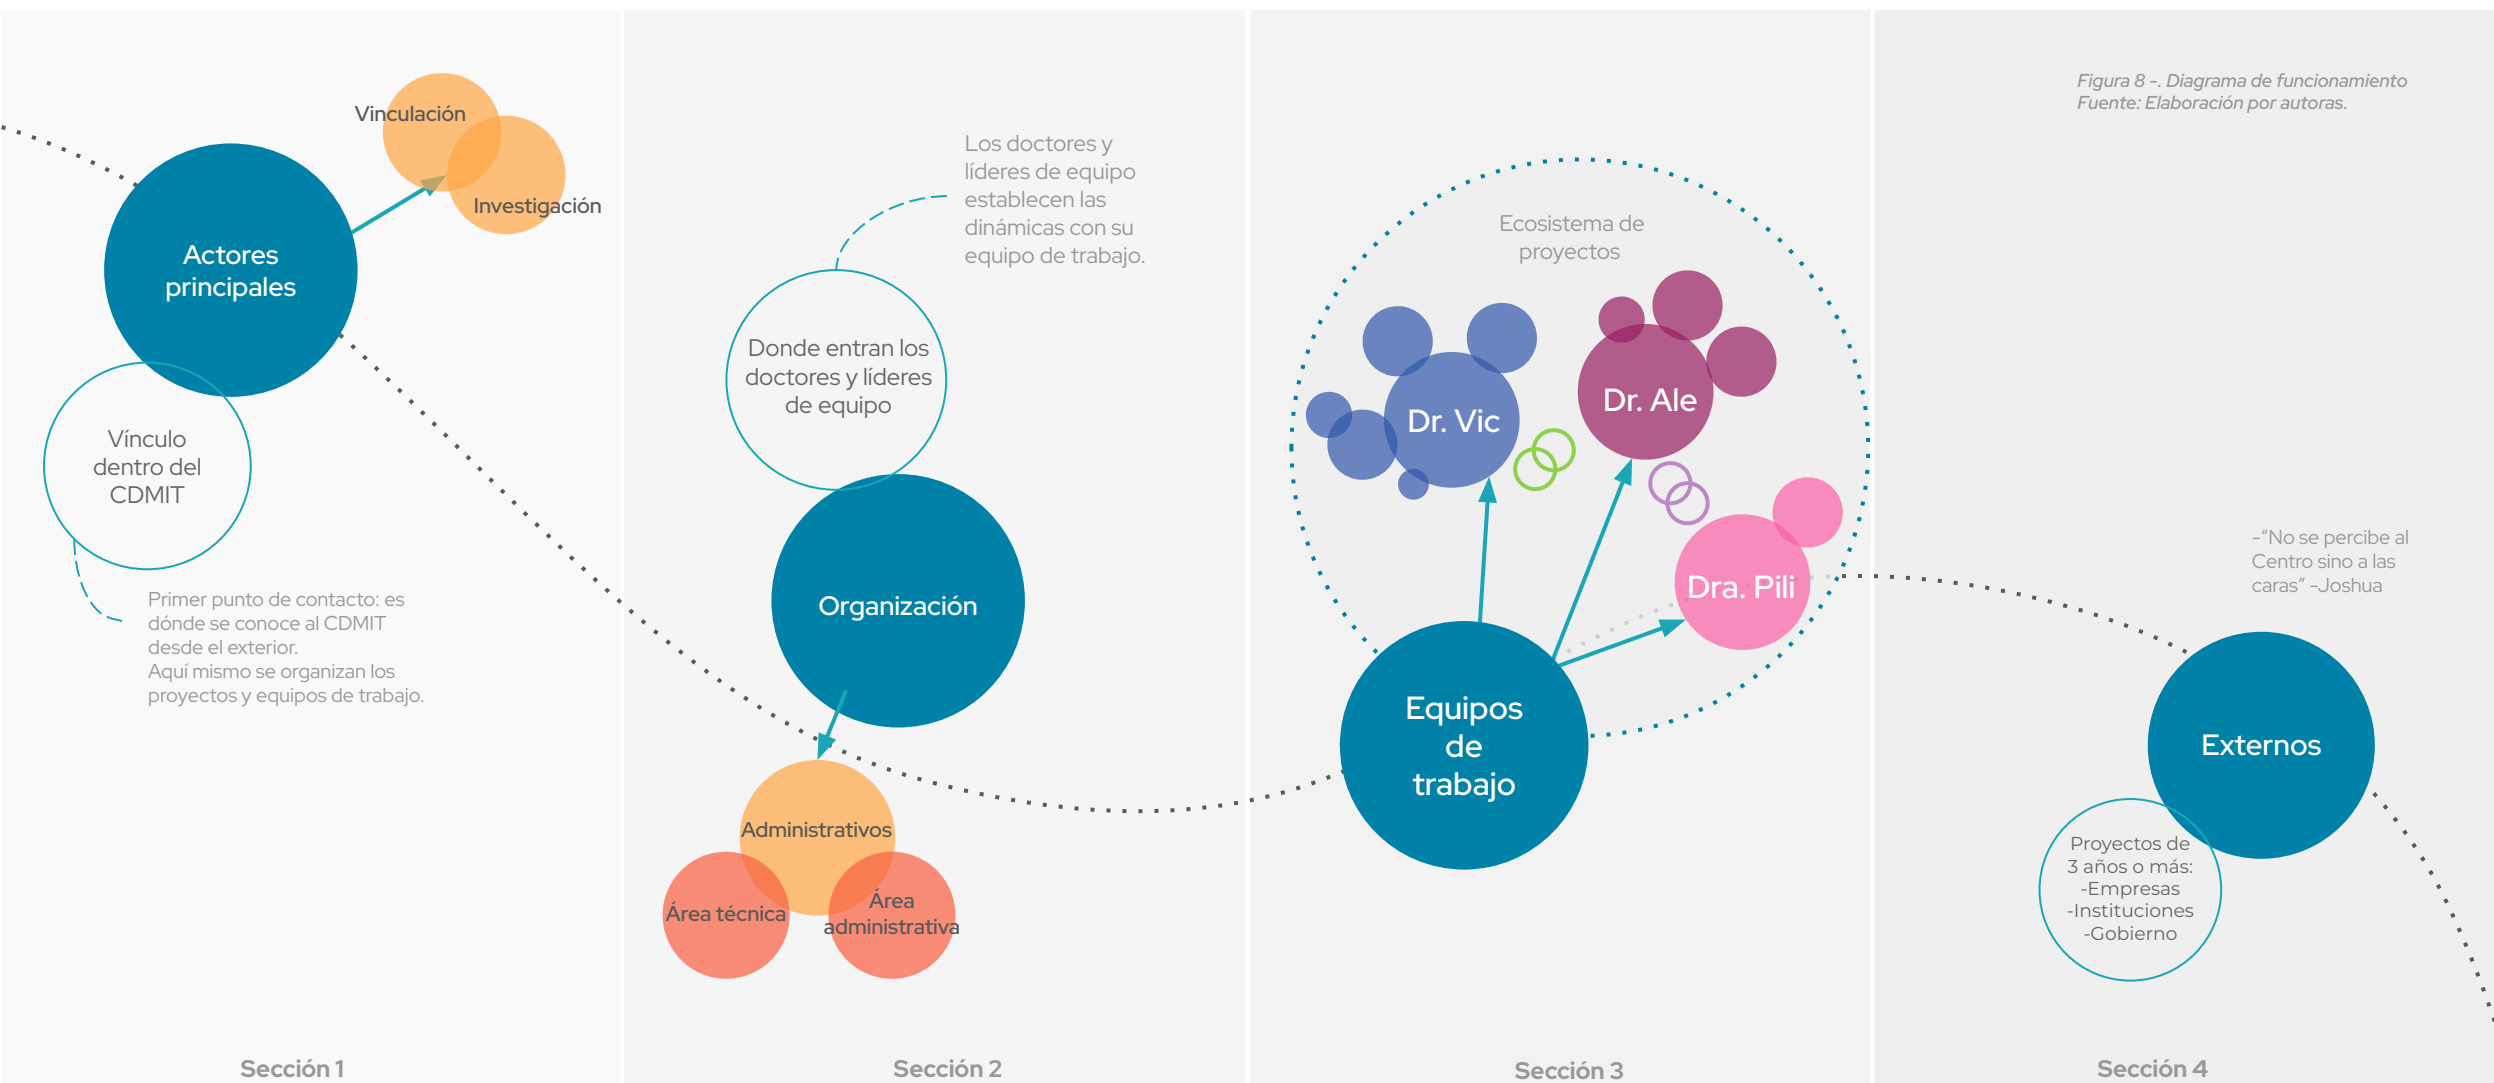 Vinculación
Investigación
Actores
principales
Vínculo
dentro del
CDMIT
Primer punto de contacto: es
dónde se conoce al CDMIT
desde el exterior.
Aquí mismo se organizan los
proyectos y equipos de trabajo.
Sección 1
Los doctores y
líderes de equipo
establecen las
dinámicas con su
equipo de trabajo.
Donde entran los
doctores y líderes
de equipo
Organización
Administrativos
Área técnica
Área
administrativa
Sección 2
Ecosistema de
proyectos
Dr. Vic
Dr. Ale
Dra. Pili
Equipos
de
trabajo
Sección 3
Figura 8 -. Diagrama de funcionamiento
Fuente: Elaboración por autoras.
-“No se percibe al
Centro sino a las
caras” -Joshua
Externos
Proyectos de
3 años o más:
-Empresas
-Instituciones
-Gobierno
Sección 4